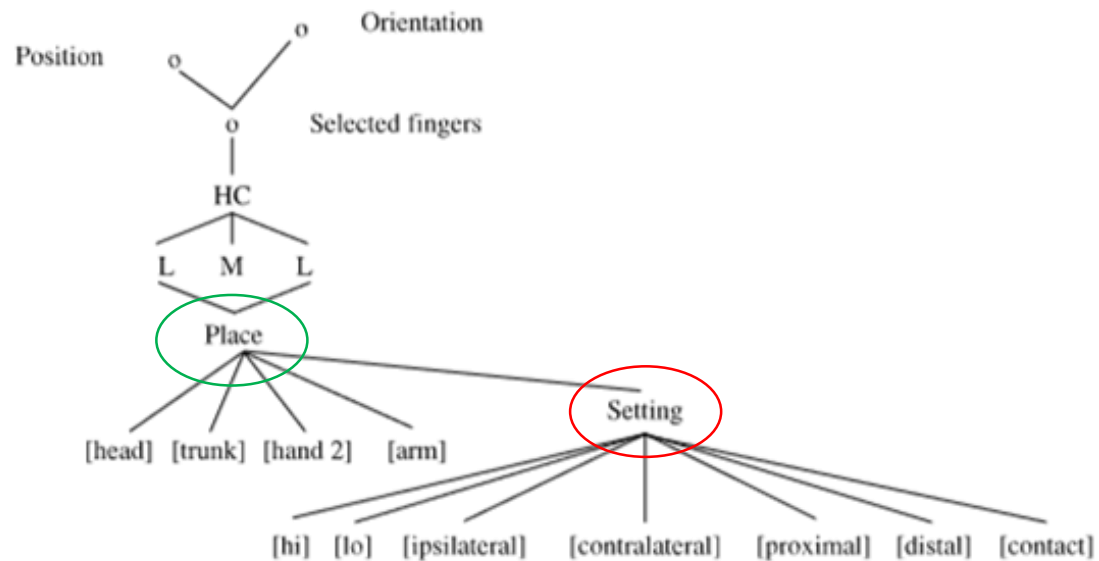 Orientation
o
Position
o
o
Selected fingers
HC
L M L
Place
Setting
[head] [trunk] [hand 2] [arm]
[hi] [lo] [ipsilateral] [contralateral] [proximal] [distal] [contact]